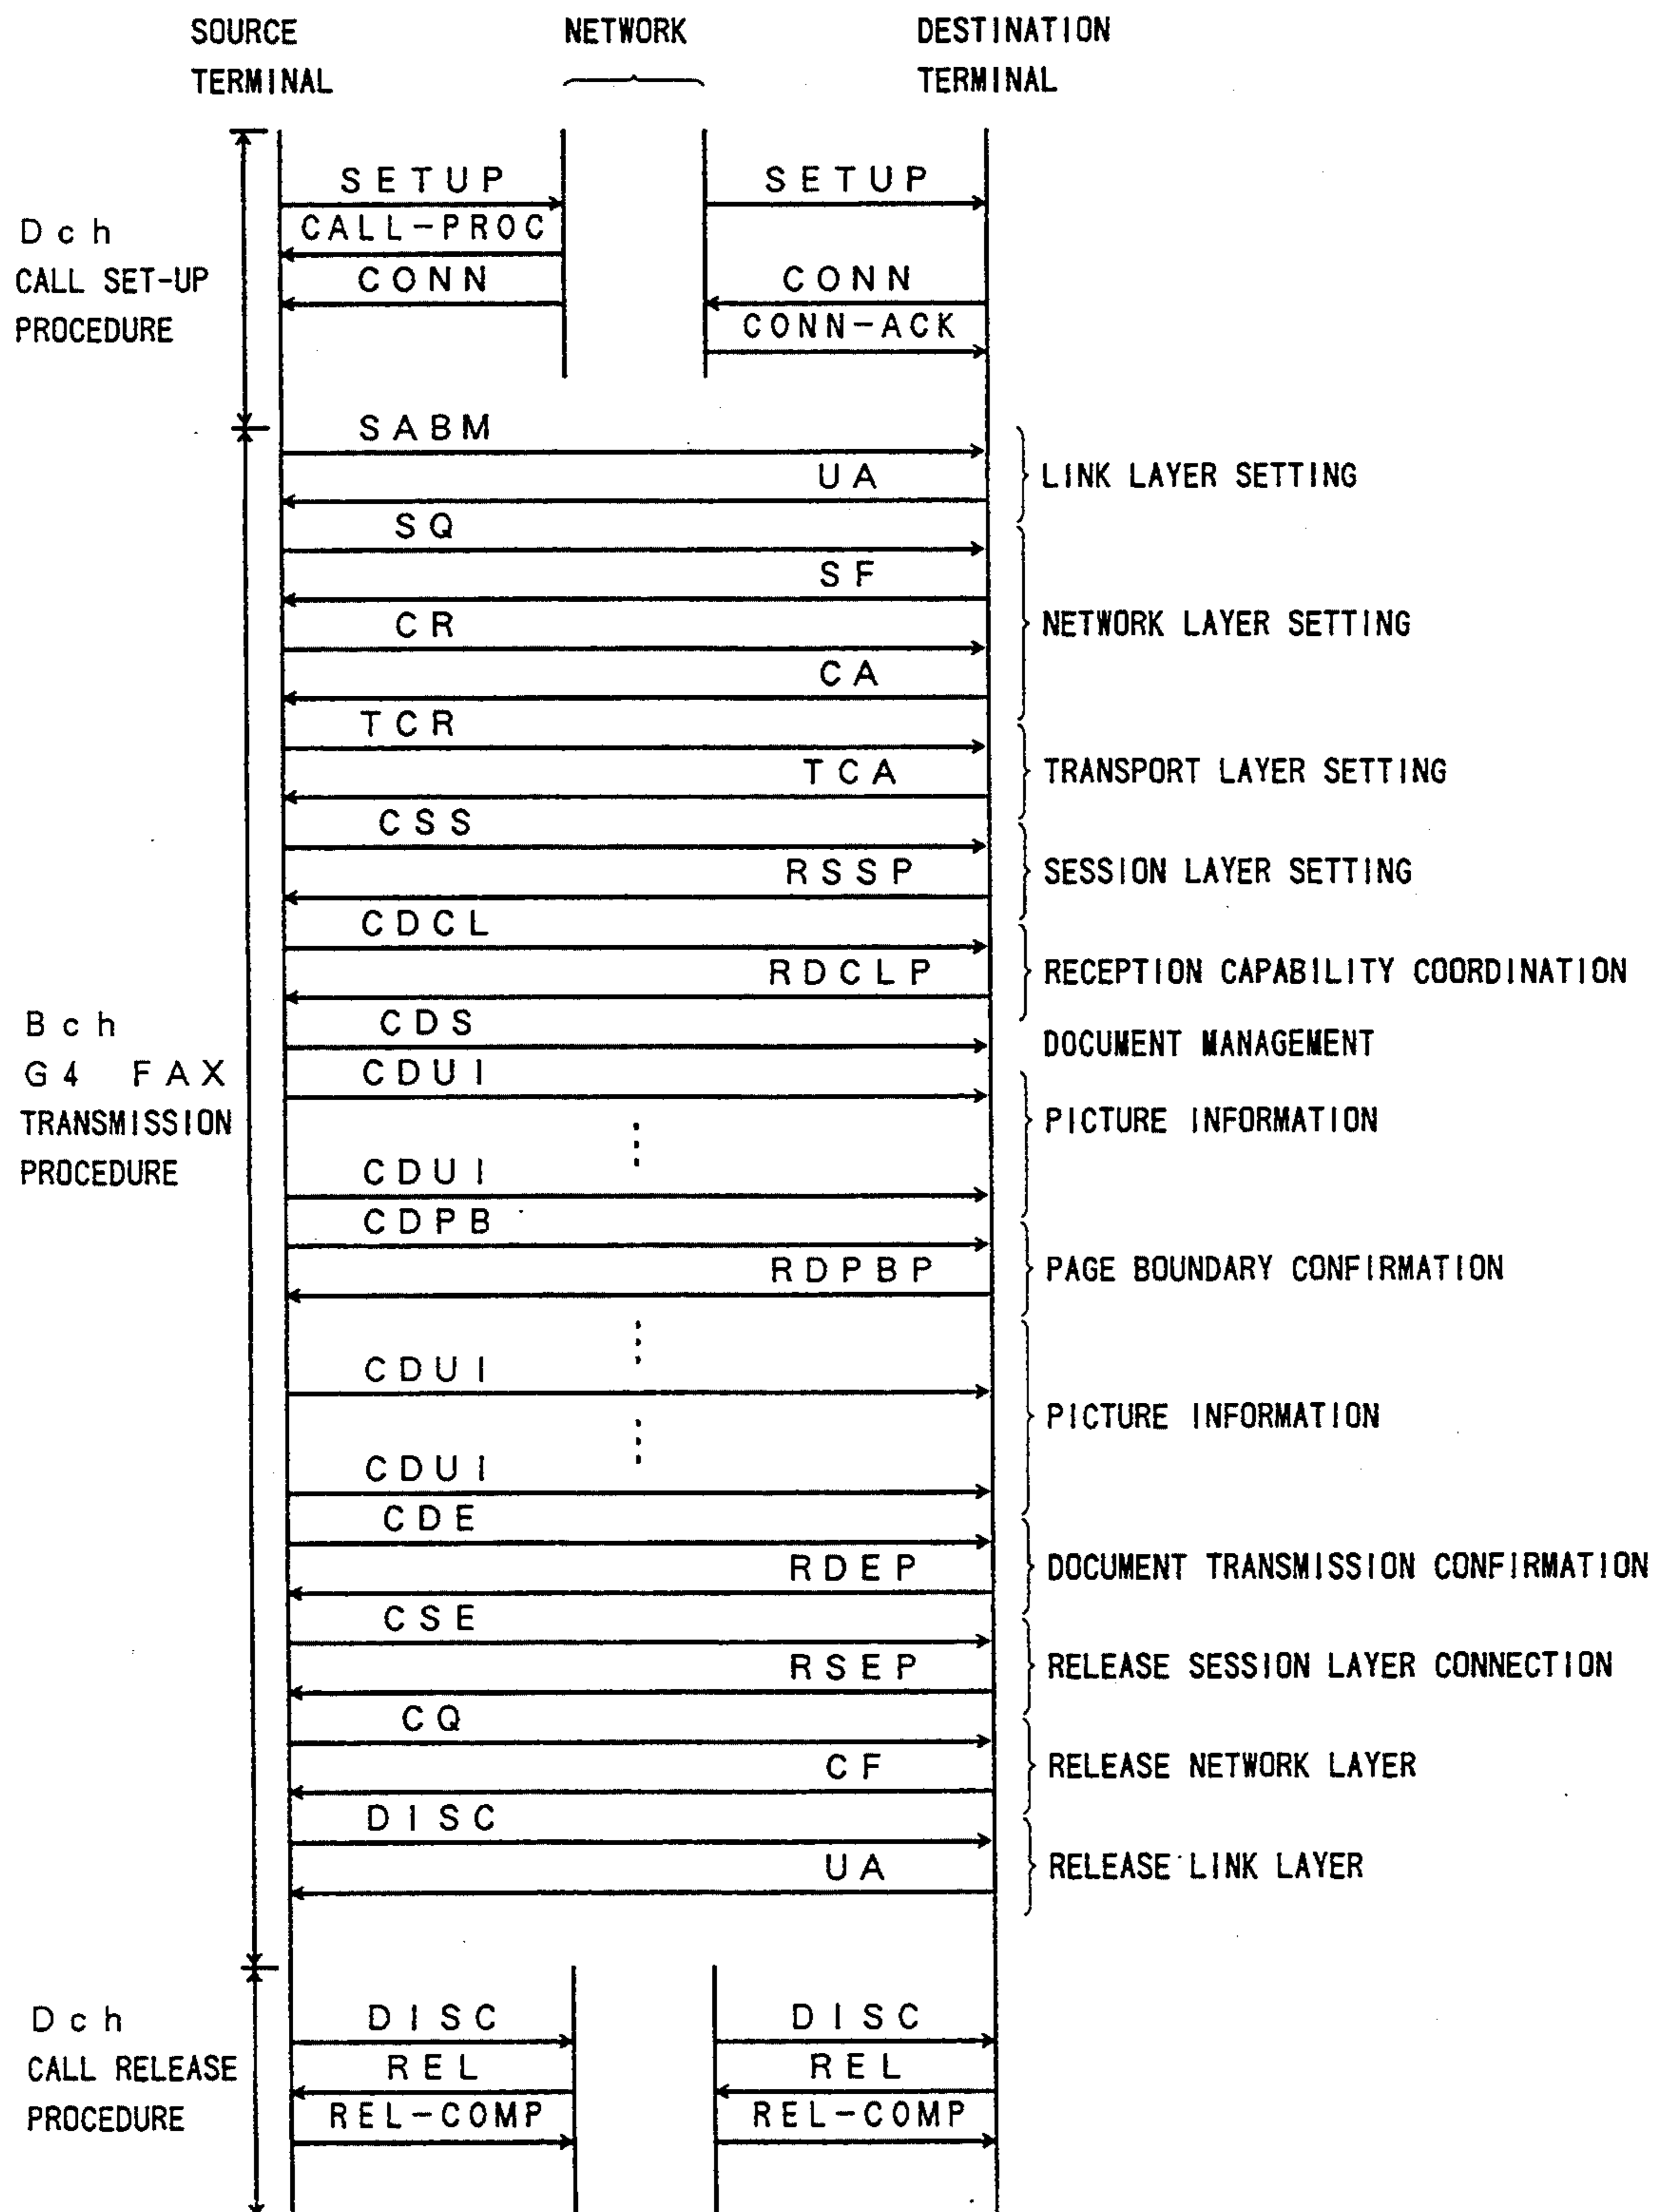 SOURCE TERMINAL
NETWORK
DESTINATION TERMINAL
Dch
CALL SET-UP
PROCEDURE
SETUP
SETUP
CALL-PROC
CONN
CONN
CONN-ACK
Bch
G4 FAX
TRANSMISSION
PROCEDURE
SABM
UA
LINK LAYER SETTING
SQ
SF
CR
CA
NETWORK LAYER SETTING
TCR
TCA
TRANSPORT LAYER SETTING
CSS
RSSP
SESSION LAYER SETTING
CDCL
RDCLP
RECEPTION CAPABILITY COORDINATION
CDS
DOCUMENT MANAGEMENT
CDUI
CDUI
PICTURE INFORMATION
CDPB
RDPBP
PAGE BOUNDARY CONFIRMATION
CDUI
CDUI
PICTURE INFORMATION
CDE
RDEP
DOCUMENT TRANSMISSION CONFIRMATION
CSE
RSEP
RELEASE SESSION LAYER CONNECTION
CQ
CF
RELEASE NETWORK LAYER
DISC
UA
RELEASE LINK LAYER
Dch
CALL RELEASE
PROCEDURE
DISC
DISC
REL
REL
REL-COMP
REL-COMP